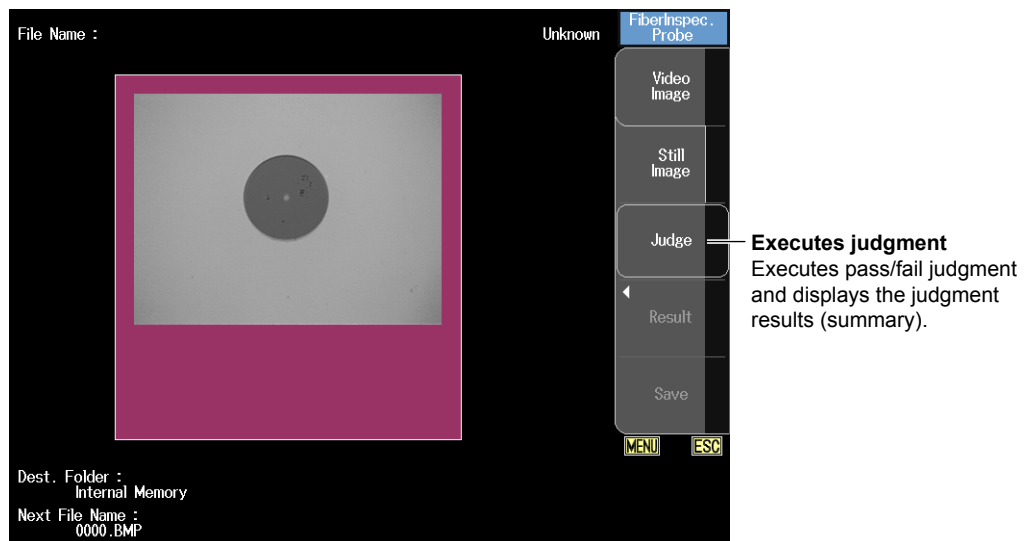 File Name :
Unknown
FiberInspec.
Probe
Video
Image
Still
Image
Judge
Executes judgment
Executes pass/fail judgment
and displays the judgment
results (summary).
Result
Save
MENU
ESC
Dest. Folder :
Internal Memory
Next File Name :
0000.BMP